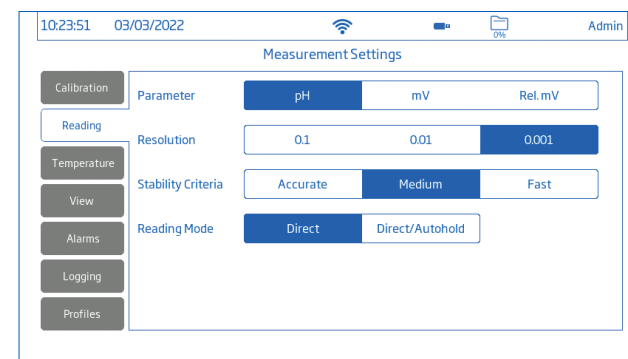 10:23:51 03/03/2022 0% Admin
Measurement Settings
Calibration
Reading
Temperature
View
Alarms
Logging
Profiles
Parameter pH mV Rel. mV
Resolution 0.1 0.01 0.001
Stability Criteria Accurate Medium Fast
Reading Mode Direct Direct/Autohold